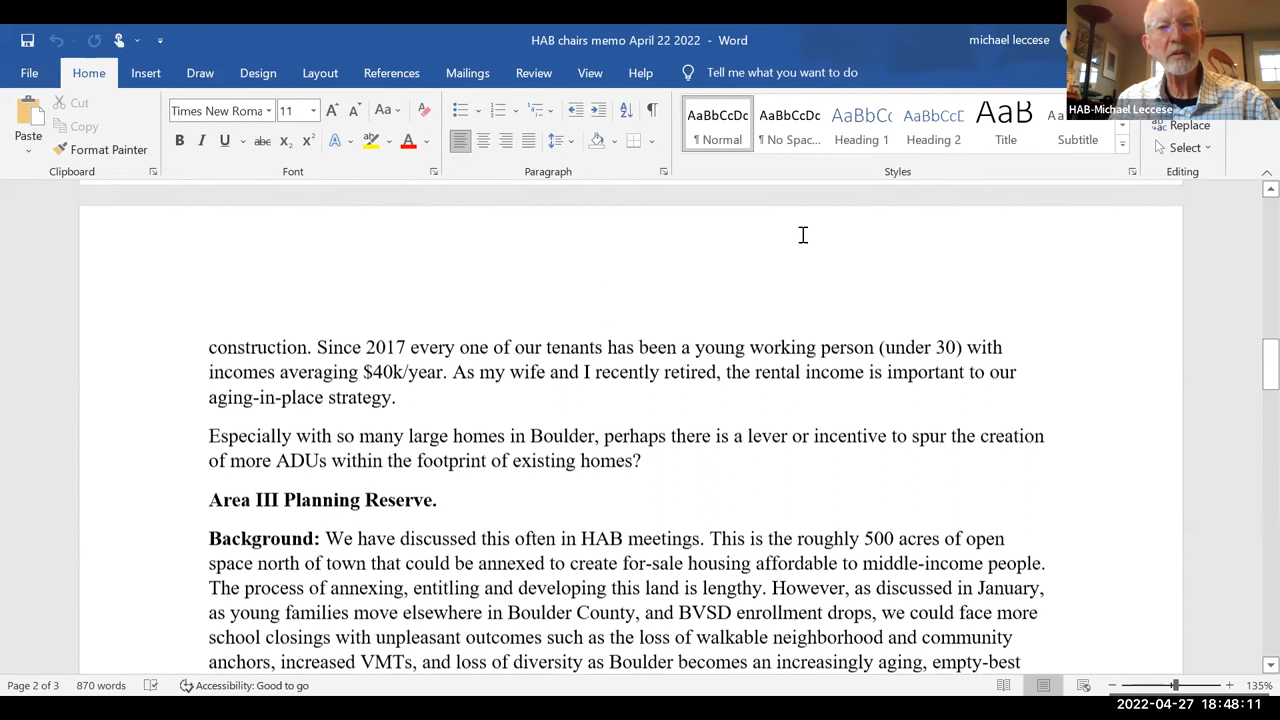 HAB chairs memo April 22 2022 - Word
michael leccese
HAB-Michael Leccese
File Home Insert Draw Design Layout References Mailings Review View Help Tell me what you want to do
Paste
Cut
Copy
Format Painter
Clipboard
Times New Roma 11
Font
Paragraph
AaBbCcDc AaBbCcDc AaBbCc AaBbCcD AaB
¶ Normal ¶ No Spac... Heading 1 Heading 2 Title Subtitle
Styles
Replace
Select
Editing
construction. Since 2017 every one of our tenants has been a young working person (under 30) with
incomes averaging $40k/year. As my wife and I recently retired, the rental income is important to our
aging-in-place strategy.
Especially with so many large homes in Boulder, perhaps there is a lever or incentive to spur the creation
of more ADUs within the footprint of existing homes?
Area III Planning Reserve.
Background: We have discussed this often in HAB meetings. This is the roughly 500 acres of open
space north of town that could be annexed to create for-sale housing affordable to middle-income people.
The process of annexing, entitling and developing this land is lengthy. However, as discussed in January,
as young families move elsewhere in Boulder County, and BVSD enrollment drops, we could face more
school closings with unpleasant outcomes such as the loss of walkable neighborhood and community
anchors, increased VMTs, and loss of diversity as Boulder becomes an increasingly aging, empty-best
Page 2 of 3 870 words Accessibility: Good to go 135%
2022-04-27 18:48:11